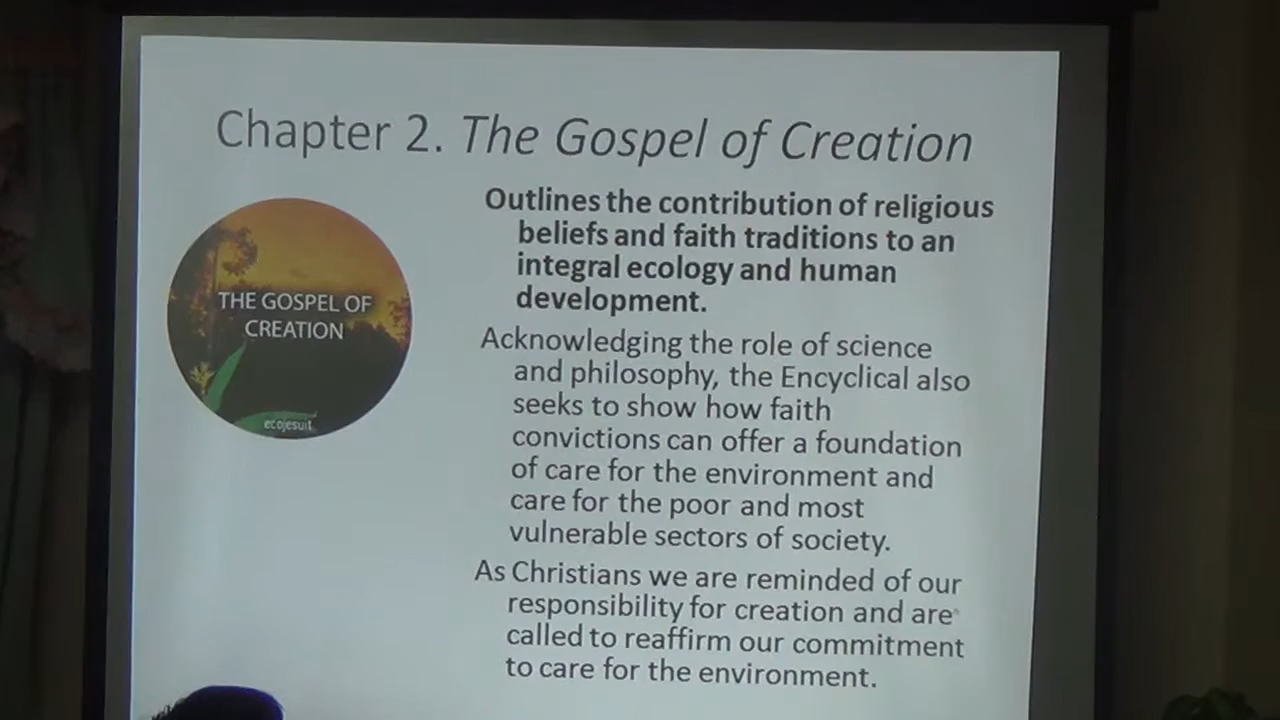 Chapter 2. The Gospel of Creation
THE GOSPEL OF
CREATION
ecojesuit
Outlines the contribution of religious
beliefs and faith traditions to an
integral ecology and human
development.
Acknowledging the role of science
and philosophy, the Encyclical also
seeks to show how faith
convictions can offer a foundation
of care for the environment and
care for the poor and most
vulnerable sectors of society.
As Christians we are reminded of our
responsibility for creation and are
called to reaffirm our commitment
to care for the environment.